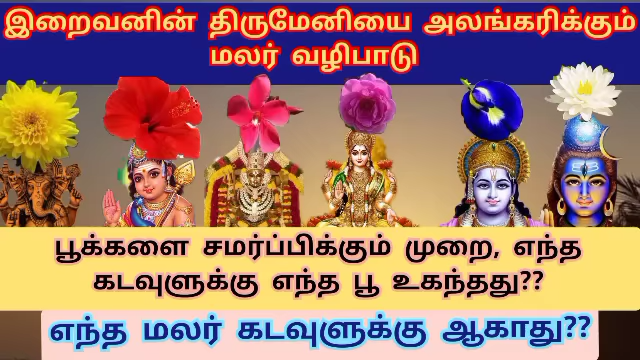 இறைவனின் திருமேனியை அலங்கரிக்கும்
மலர் வழிபாடு
பூக்களை சமர்ப்பிக்கும் முறை, எந்த
கடவுளுக்கு எந்த பூ உகந்தது??
எந்த மலர் கடவுளுக்கு ஆகாது??